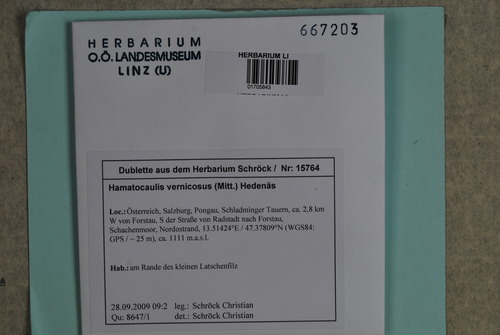 667203
HERBARIUM
O.Ö. LANDESMUSEUM
LINZ (U)
HERBARIUM LI
01705843
Dublette aus dem Herbarium Schröck / Nr: 15764
Hamatocaulis vernicosus (Mitt.) Hedenäs
Loc.: Österreich, Salzburg, Pongau, Schladminger Tauern, ca. 2,8 km
W von Forstau, S der Straße von Radstadt nach Forstau,
Schachenmoor, Nordostrand, 13.51424°E / 47.37809°N (WGS84:
GPS / ~ 25 m), ca. 1111 m.a.s.l.
Hab.: am Rande des kleinen Latschenfilz
28.09.2009 09:2 leg.: Schröck Christian
Qu: 8647/1 det.: Schröck Christian